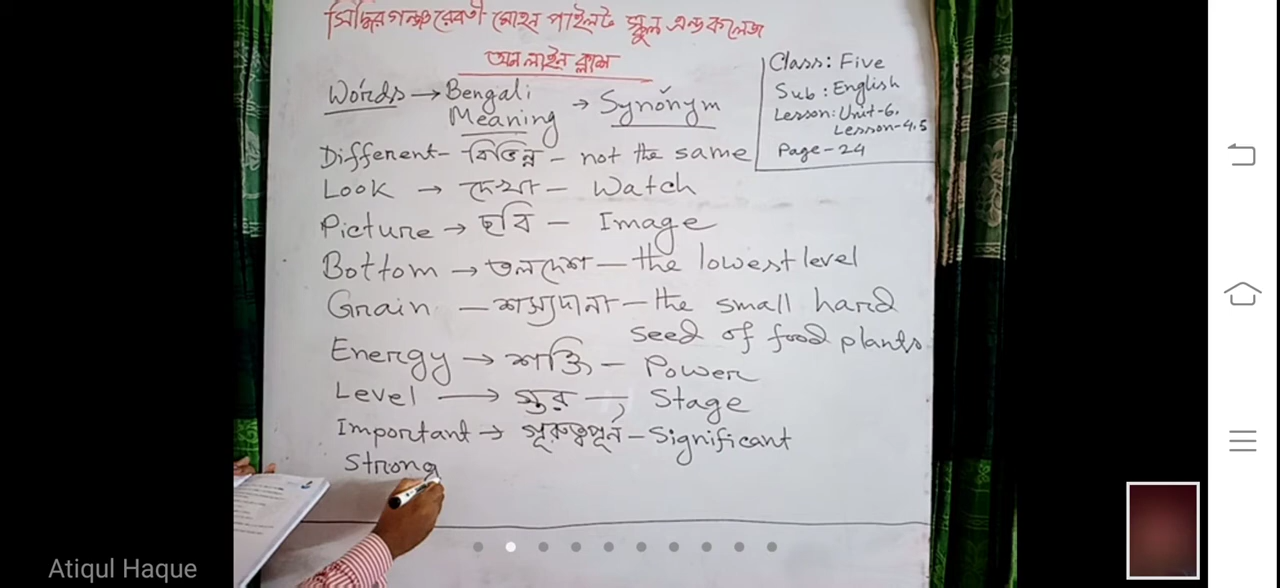 সিদ্ধিরগঞ্জ রেবতী মোহন পাইলট স্কুল এন্ড কলেজ
অনলাইন ক্লাশ
Class: Five
Sub: English
Lesson: Unit-6,
Lesson-4,5
Page-24
Words → Bengali Meaning → Synonym
Different- বিভিন্ন - not the same
Look → দেখা - Watch
Picture → ছবি - Image
Bottom → তলদেশ - the lowest level
Grain - শস্যদানা - the small hard
seed of food plants
Energy → শক্তি - Power
Level → স্তর -, Stage
Important → গূরুত্বপূর্ন - Significant
Strong
Atiqul Haque